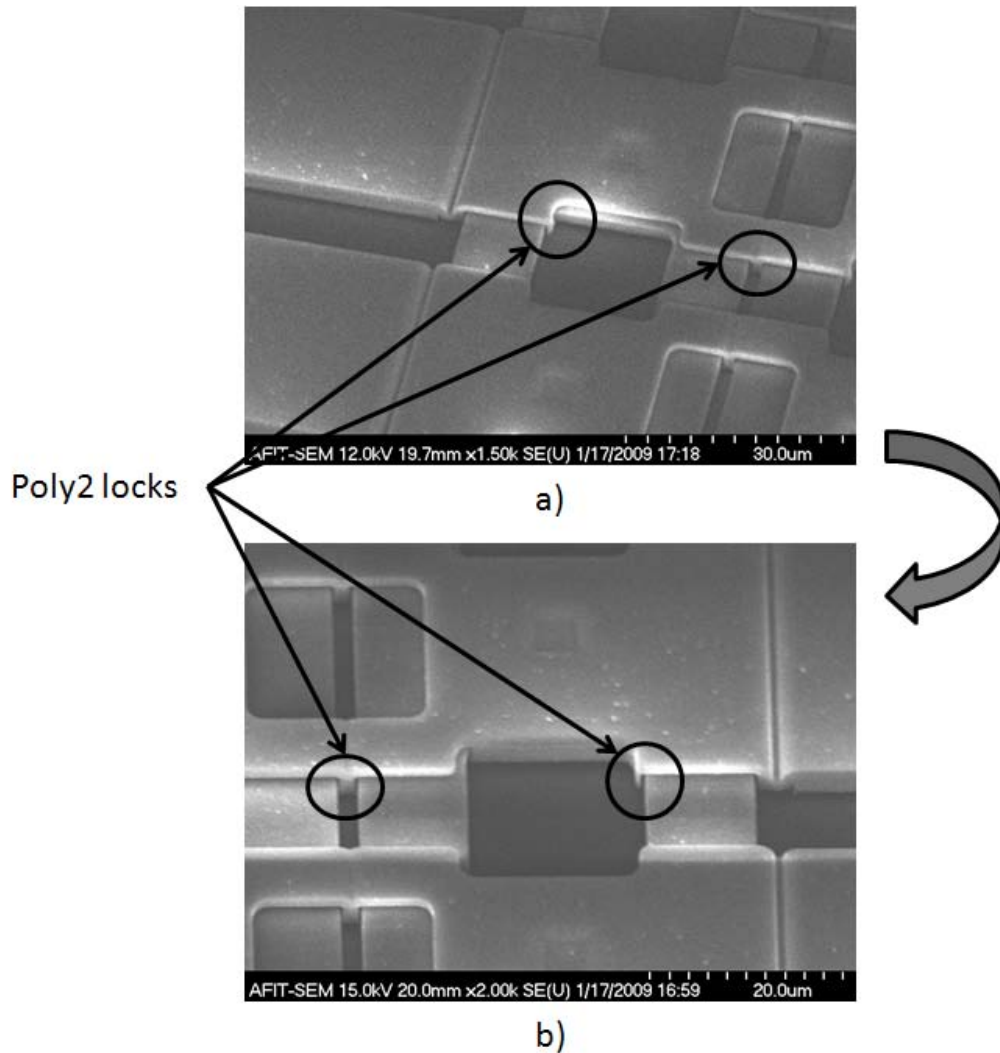 AFIT-SEM 12.0kV 19.7mm x1.50k SE(U) 1/17/2009 17:18 30.0um
a)
Poly2 locks
AFIT-SEM 15.0kV 20.0mm x2.00k SE(U) 1/17/2009 16:59 20.0um
b)